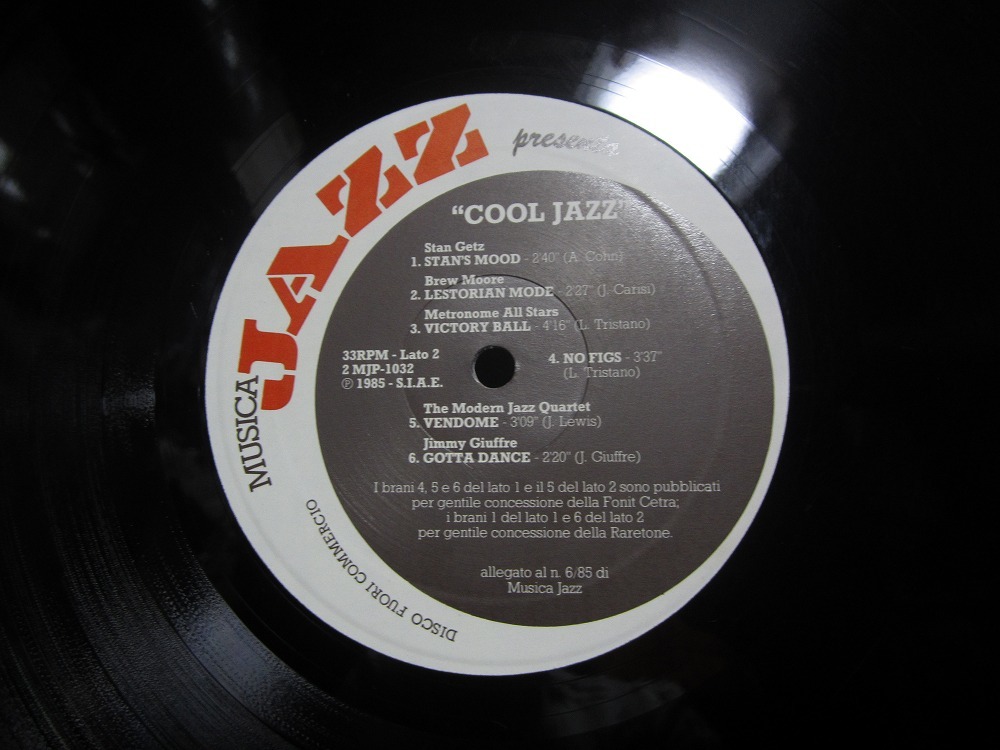 MUSICA JAZZ presenta
"COOL JAZZ"
Stan Getz
1. STAN'S MOOD - 2'40" (A. Cohn)
Brew Moore
2. LESTORIAN MODE - 2'27" (J. Carisi)
Metronome All Stars
3. VICTORY BALL - 4'16" (L. Tristano)
33RPM - Lato 2
2 MJP-1032
℗ 1985 - S.I.A.E.
4. NO FIGS - 3'37"
(L. Tristano)
The Modern Jazz Quartet
5. VENDOME - 3'09" (J. Lewis)
Jimmy Giuffre
6. GOTTA DANCE - 2'20" (J. Giuffre)
I brani 4, 5 e 6 del lato 1 e il 5 del lato 2 sono pubblicati
per gentile concessione della Fonit Cetra;
i brani 1 del lato 1 e 6 del lato 2
per gentile concessione della Raretone.
allegato al n. 6/85 di
Musica Jazz
DISCO FUORI COMMERCIO